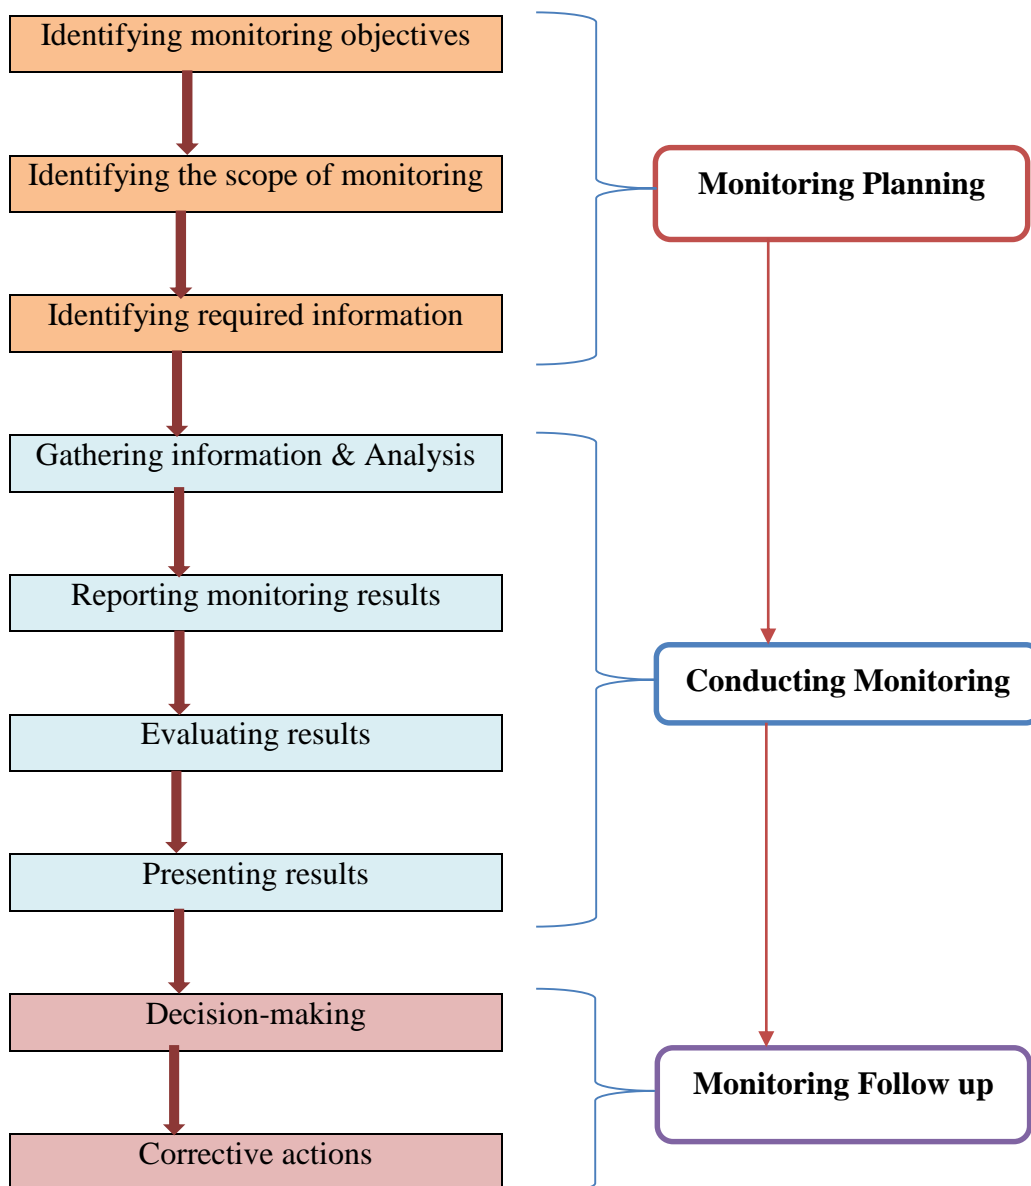 Identifying monitoring objectives
Identifying the scope of monitoring
Monitoring Planning
Identifying required information
Gathering information & Analysis
Reporting monitoring results
Conducting Monitoring
Evaluating results
Presenting results
Decision-making
Monitoring Follow up
Corrective actions